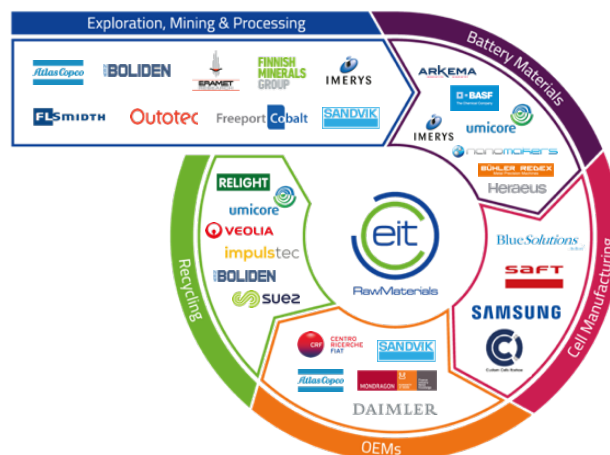 Exploration, Mining & Processing
Atlas Copco
BOLIDEN
ERAMET
FINNISH
MINERALS
GROUP
IMERYS
FLSMIDTH
Outotec
Freeport Cobalt
SANDVIK
Battery Materials
ARKEMA
BASF
The Chemical Company
IMERYS
umicore
nanomakers
BÜHLER REDEX
Heraeus
Cell Manufacturing
BlueSolutions
SAFT
SAMSUNG
Custom Cells Itzehoe
OEMs
CRF
CENTRO
RICERCHE
FIAT
SANDVIK
Atlas Copco
MONDRAGON
DAIMLER
Recycling
RELIGHT
umicore
VEOLIA
impulstec
BOLIDEN
suez
eit
RawMaterials